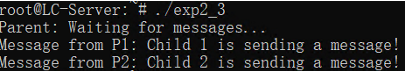 root@LC-Server:~# ./exp2_3
Parent: Waiting for messages...
Message from P1: Child 1 is sending a message!
Message from P2: Child 2 is sending a message!